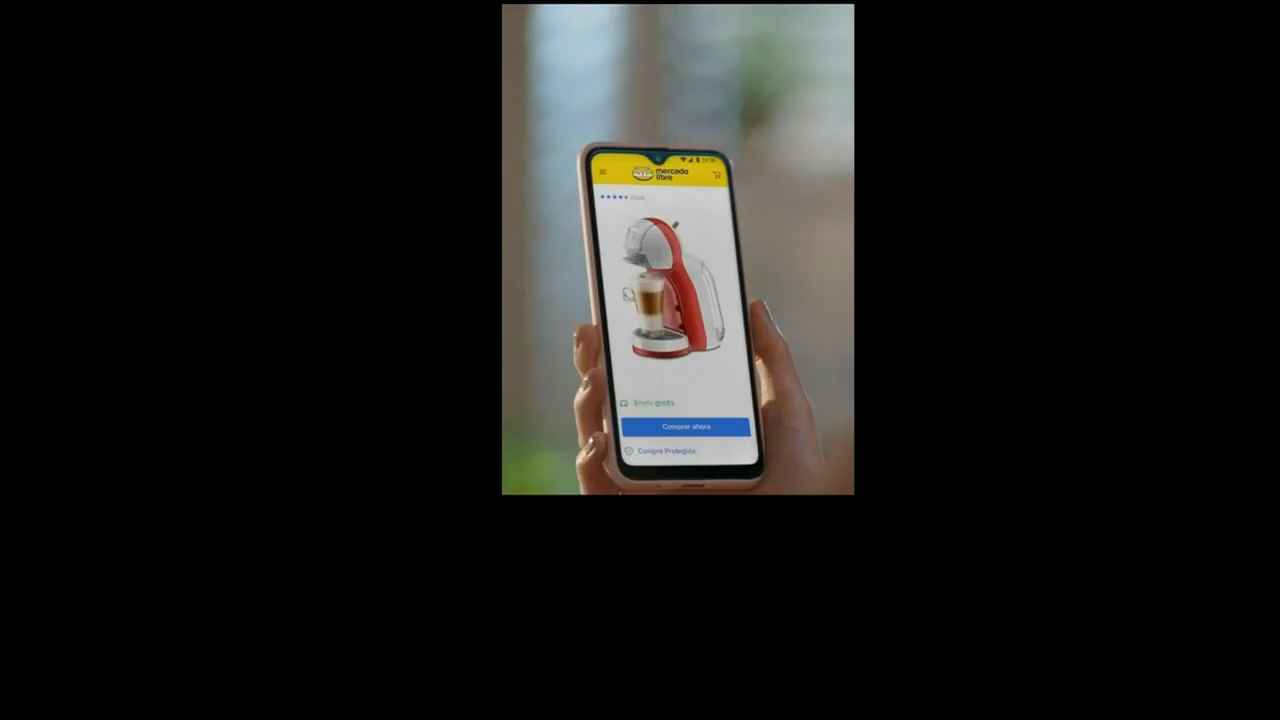 mercado
libre
Envío gratis
Comprar ahora
Compra Protegida